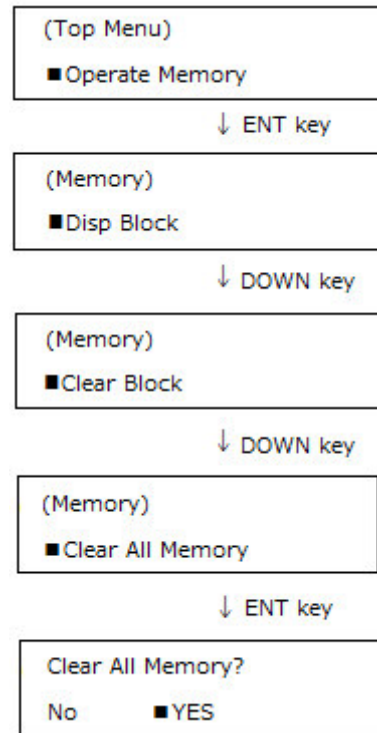 (Top Menu)
■Operate Memory
↓ ENT key
(Memory)
■Disp Block
↓ DOWN key
(Memory)
■Clear Block
↓ DOWN key
(Memory)
■Clear All Memory
↓ ENT key
Clear All Memory?
No ■YES